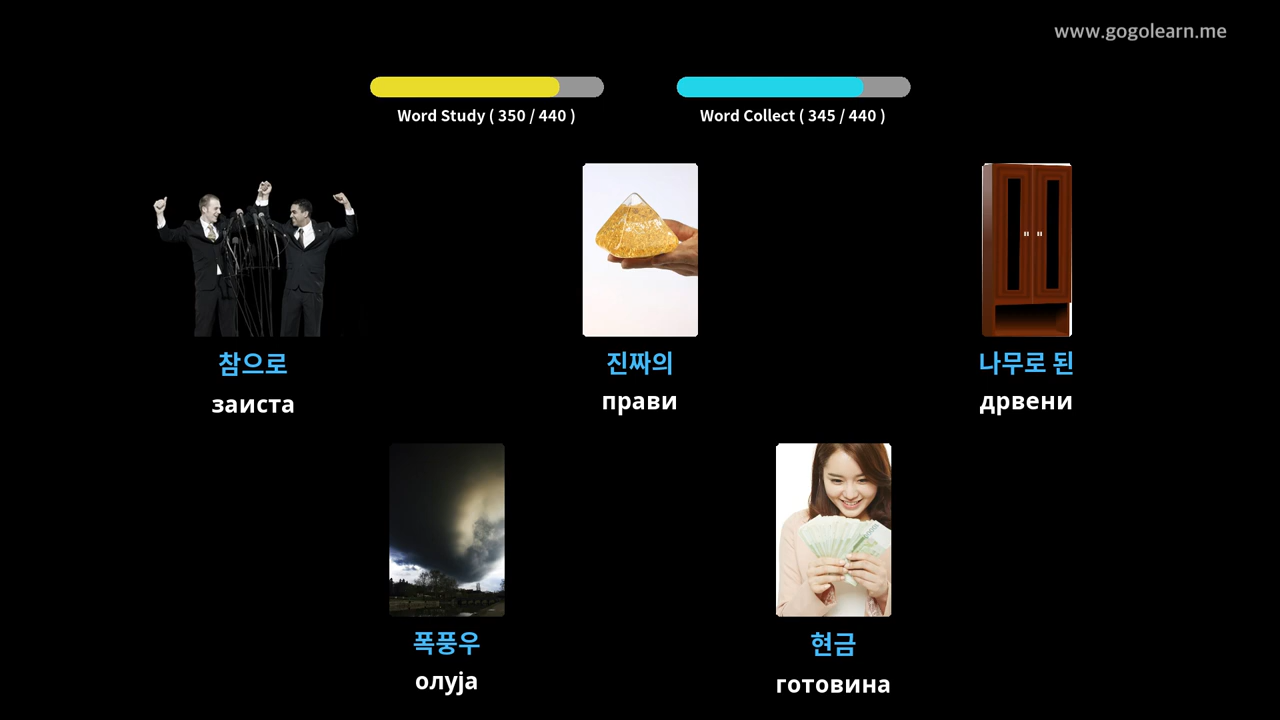 www.gogolearn.me
Word Study ( 350 / 440 )
Word Collect ( 345 / 440 )
참으로
заиста
진짜의
прави
나무로 된
дрвени
폭풍우
олуја
현금
готовина